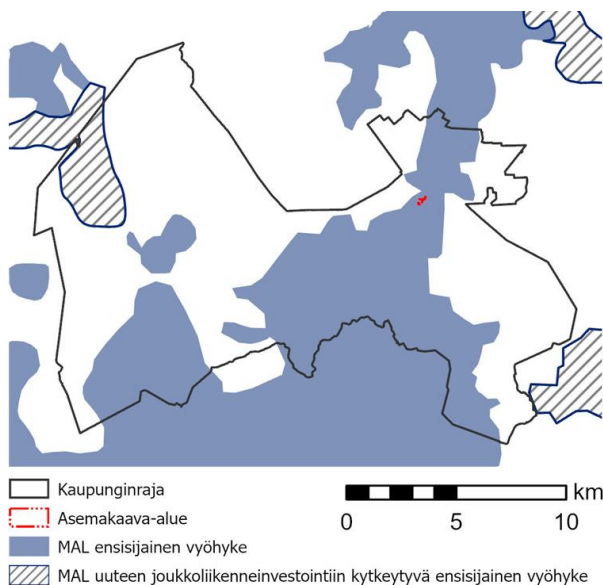 Kaupunginraja
Asemakaava-alue
MAL ensisijainen vyöhyke
MAL uuteen joukkoliikenneinvestointiin kytkeytyvä ensisijainen vyöhyke
km
0 5 10